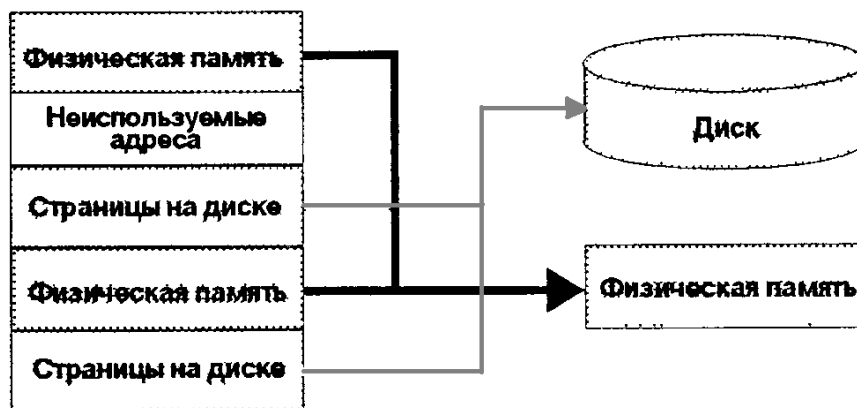 Физическая память
Неиспользуемые
адреса
Страницы на диске
Физическая память
Страницы на диске
Диск
Физическая память